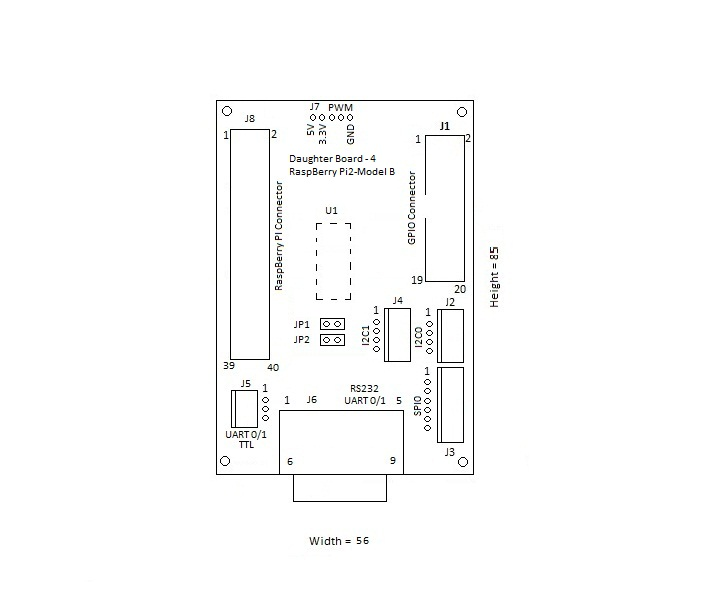 J7 PWM
5V
3.3V
GND
J8
1 2
J1
1 2
Daughter Board - 4
RaspBerry Pi2-Model B
RaspBerry PI Connector
GPIO Connector
U1
Height = 85
19
20
J4
J2
1
1
I2C1
I2C0
JP1
JP2
39 40
J5
1
UART 0/1
TTL
RS232
UART 0/1
1 J6 5
6 9
1
SPIO
J3
Width = 56